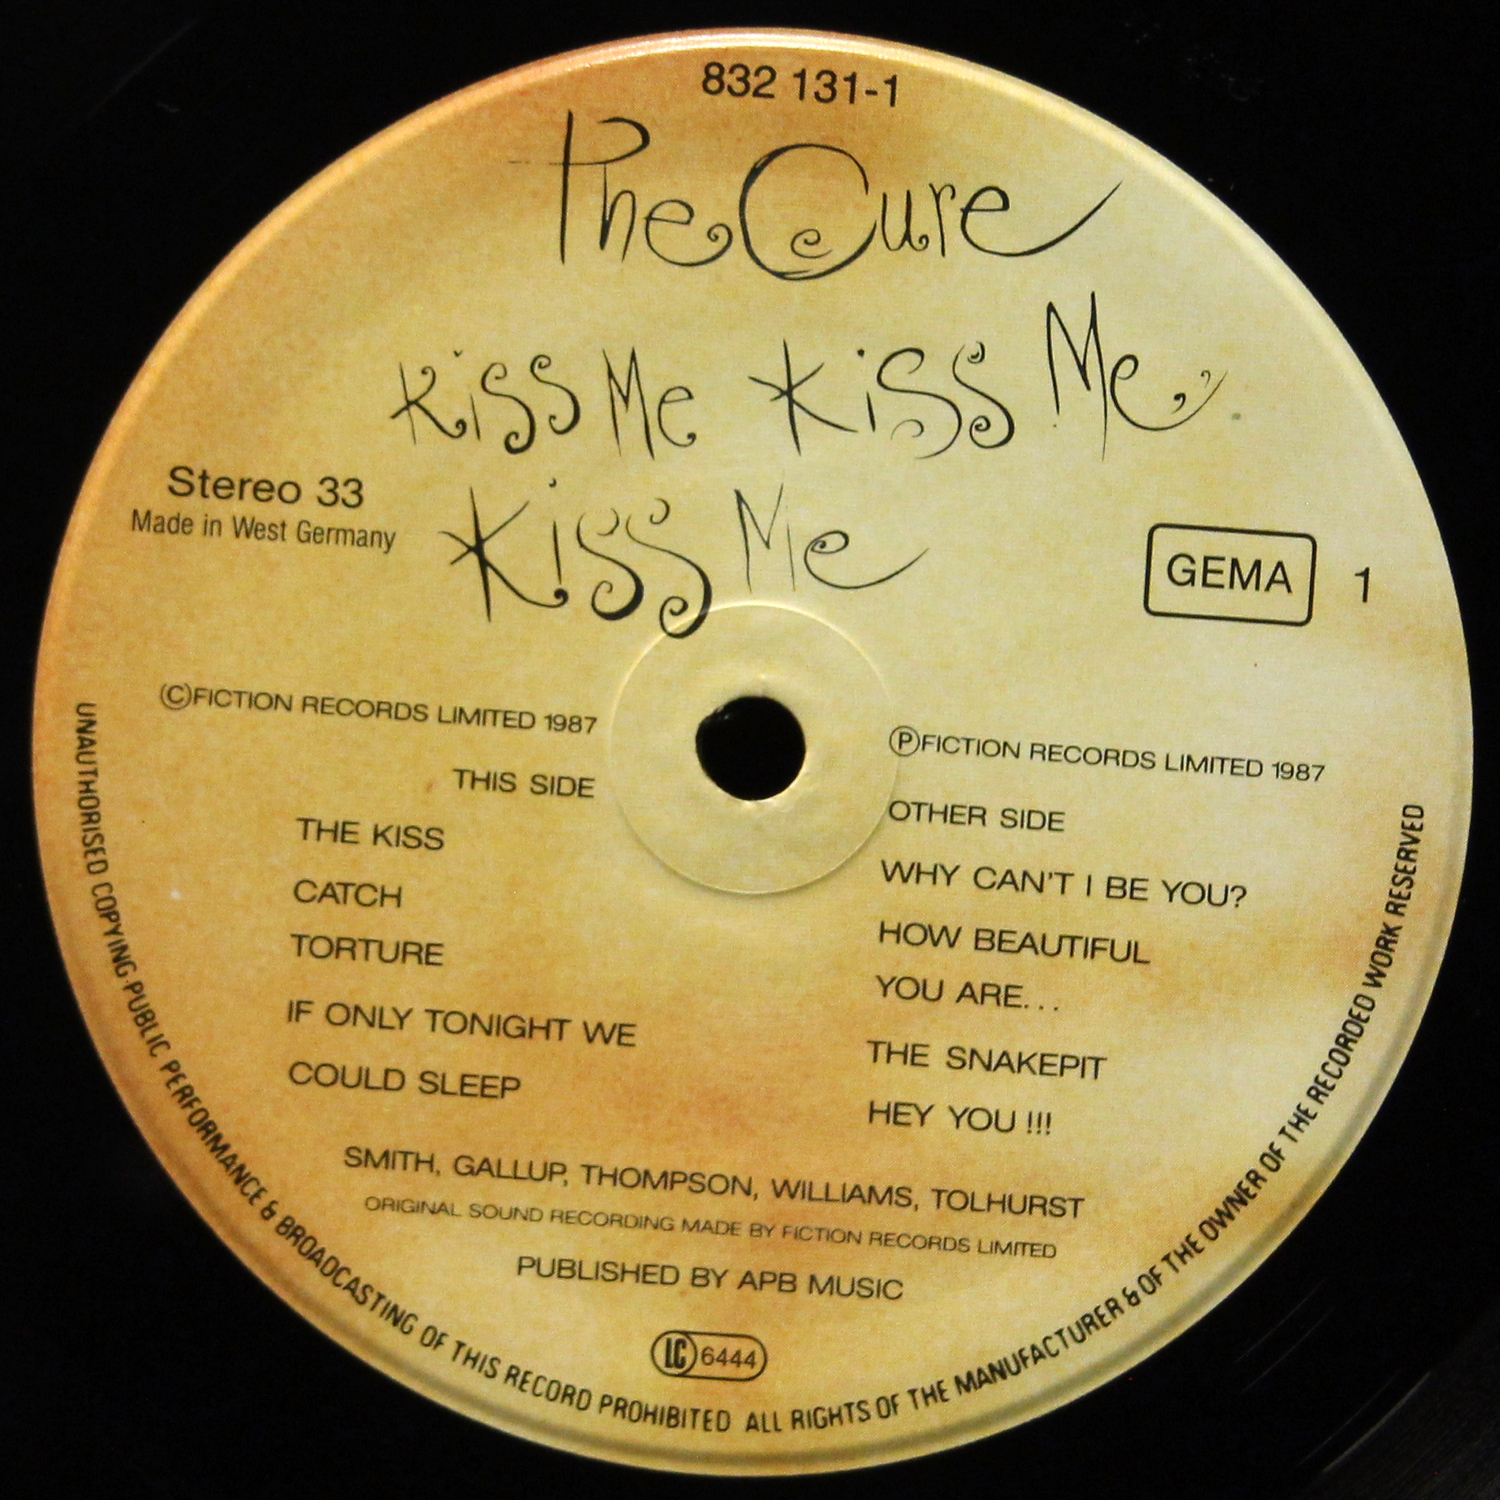 832 131-1
The Cure
Kiss Me Kiss Me
Kiss Me
Stereo 33
Made in West Germany
GEMA 1
ⒸFICTION RECORDS LIMITED 1987
THIS SIDE
THE KISS
CATCH
TORTURE
IF ONLY TONIGHT WE
COULD SLEEP
ⓅFICTION RECORDS LIMITED 1987
OTHER SIDE
WHY CAN'T I BE YOU?
HOW BEAUTIFUL
YOU ARE...
THE SNAKEPIT
HEY YOU !!!
SMITH, GALLUP, THOMPSON, WILLIAMS, TOLHURST
ORIGINAL SOUND RECORDING MADE BY FICTION RECORDS LIMITED
PUBLISHED BY APB MUSIC
LC 6444
UNAUTHORISED COPYING·PUBLIC PERFORMANCE & BROADCASTING OF THIS RECORD PROHIBITED ALL RIGHTS OF THE MANUFACTURER & OF THE OWNER OF THE RECORDED WORK RESERVED